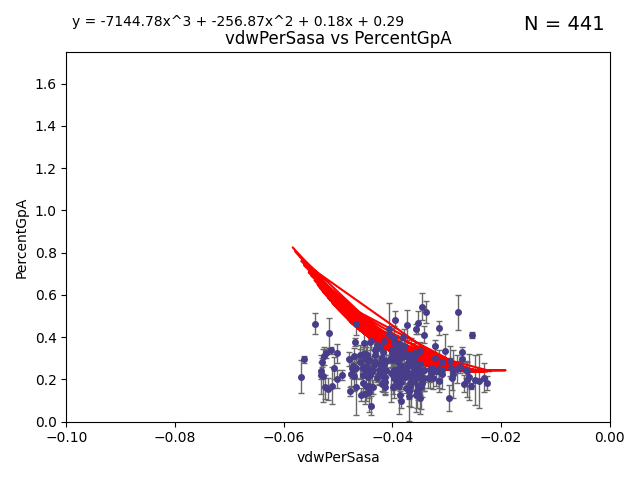 y = -7144.78x^3 + -256.87x^2 + 0.18x + 0.29
N = 441
vdwPerSasa vs PercentGpA
1.6
1.4
1.2
1.0
0.8
0.6
0.4
0.2
0.0
PercentGpA
−0.10 −0.08 −0.06 −0.04 −0.02 0.00
vdwPerSasa